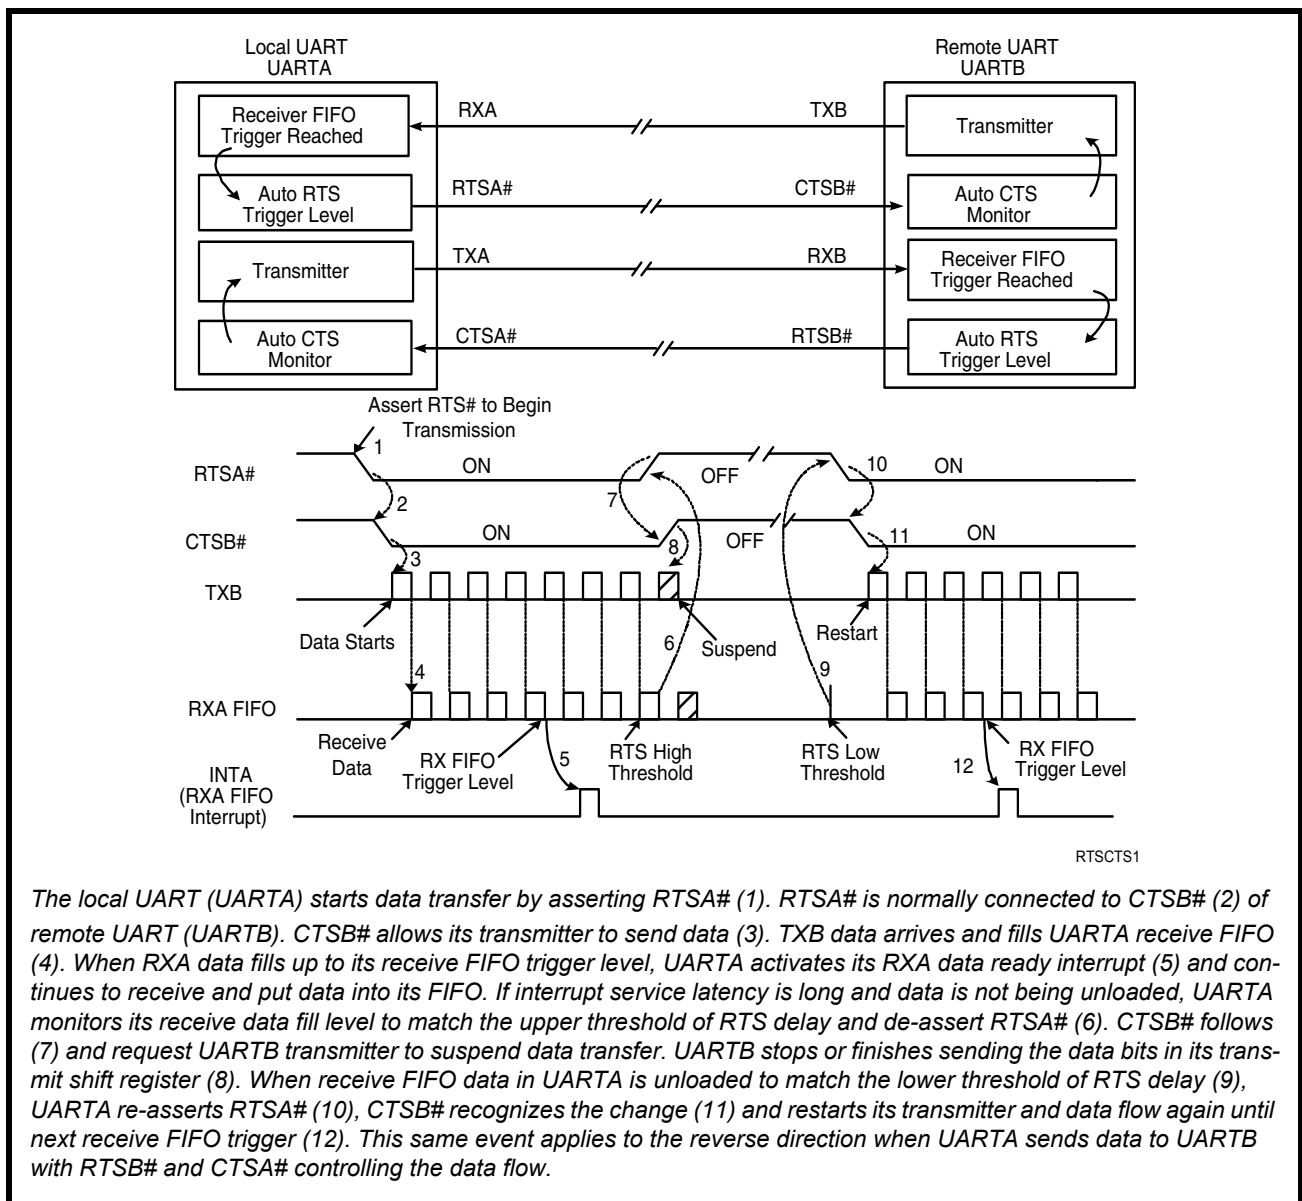 Local UART
UARTA
Remote UART
UARTB
Receiver FIFO
Trigger Reached
RXA
TXB
Transmitter
Auto RTS
Trigger Level
RTSA#
CTSB#
Auto CTS
Monitor
Transmitter
TXA
RXB
Receiver FIFO
Trigger Reached
Auto CTS
Monitor
CTSA#
RTSB#
Auto RTS
Trigger Level
Assert RTS# to Begin
Transmission
1
RTSA#
ON
OFF
10
ON
2
7
CTSB#
ON
8
OFF
11
ON
3
TXB
Data Starts
6
Suspend
Restart
4
9
RXA FIFO
Receive
Data
RX FIFO
Trigger Level
5
RTS High
Threshold
RTS Low
Threshold
12
RX FIFO
Trigger Level
INTA
(RXA FIFO
Interrupt)
RTSCTS1
The local UART (UARTA) starts data transfer by asserting RTSA# (1). RTSA# is normally connected to CTSB# (2) of
remote UART (UARTB). CTSB# allows its transmitter to send data (3). TXB data arrives and fills UARTA receive FIFO
(4). When RXA data fills up to its receive FIFO trigger level, UARTA activates its RXA data ready interrupt (5) and con-
tinues to receive and put data into its FIFO. If interrupt service latency is long and data is not being unloaded, UARTA
monitors its receive data fill level to match the upper threshold of RTS delay and de-assert RTSA# (6). CTSB# follows
(7) and request UARTB transmitter to suspend data transfer. UARTB stops or finishes sending the data bits in its trans-
mit shift register (8). When receive FIFO data in UARTA is unloaded to match the lower threshold of RTS delay (9),
UARTA re-asserts RTSA# (10), CTSB# recognizes the change (11) and restarts its transmitter and data flow again until
next receive FIFO trigger (12). This same event applies to the reverse direction when UARTA sends data to UARTB
with RTSB# and CTSA# controlling the data flow.